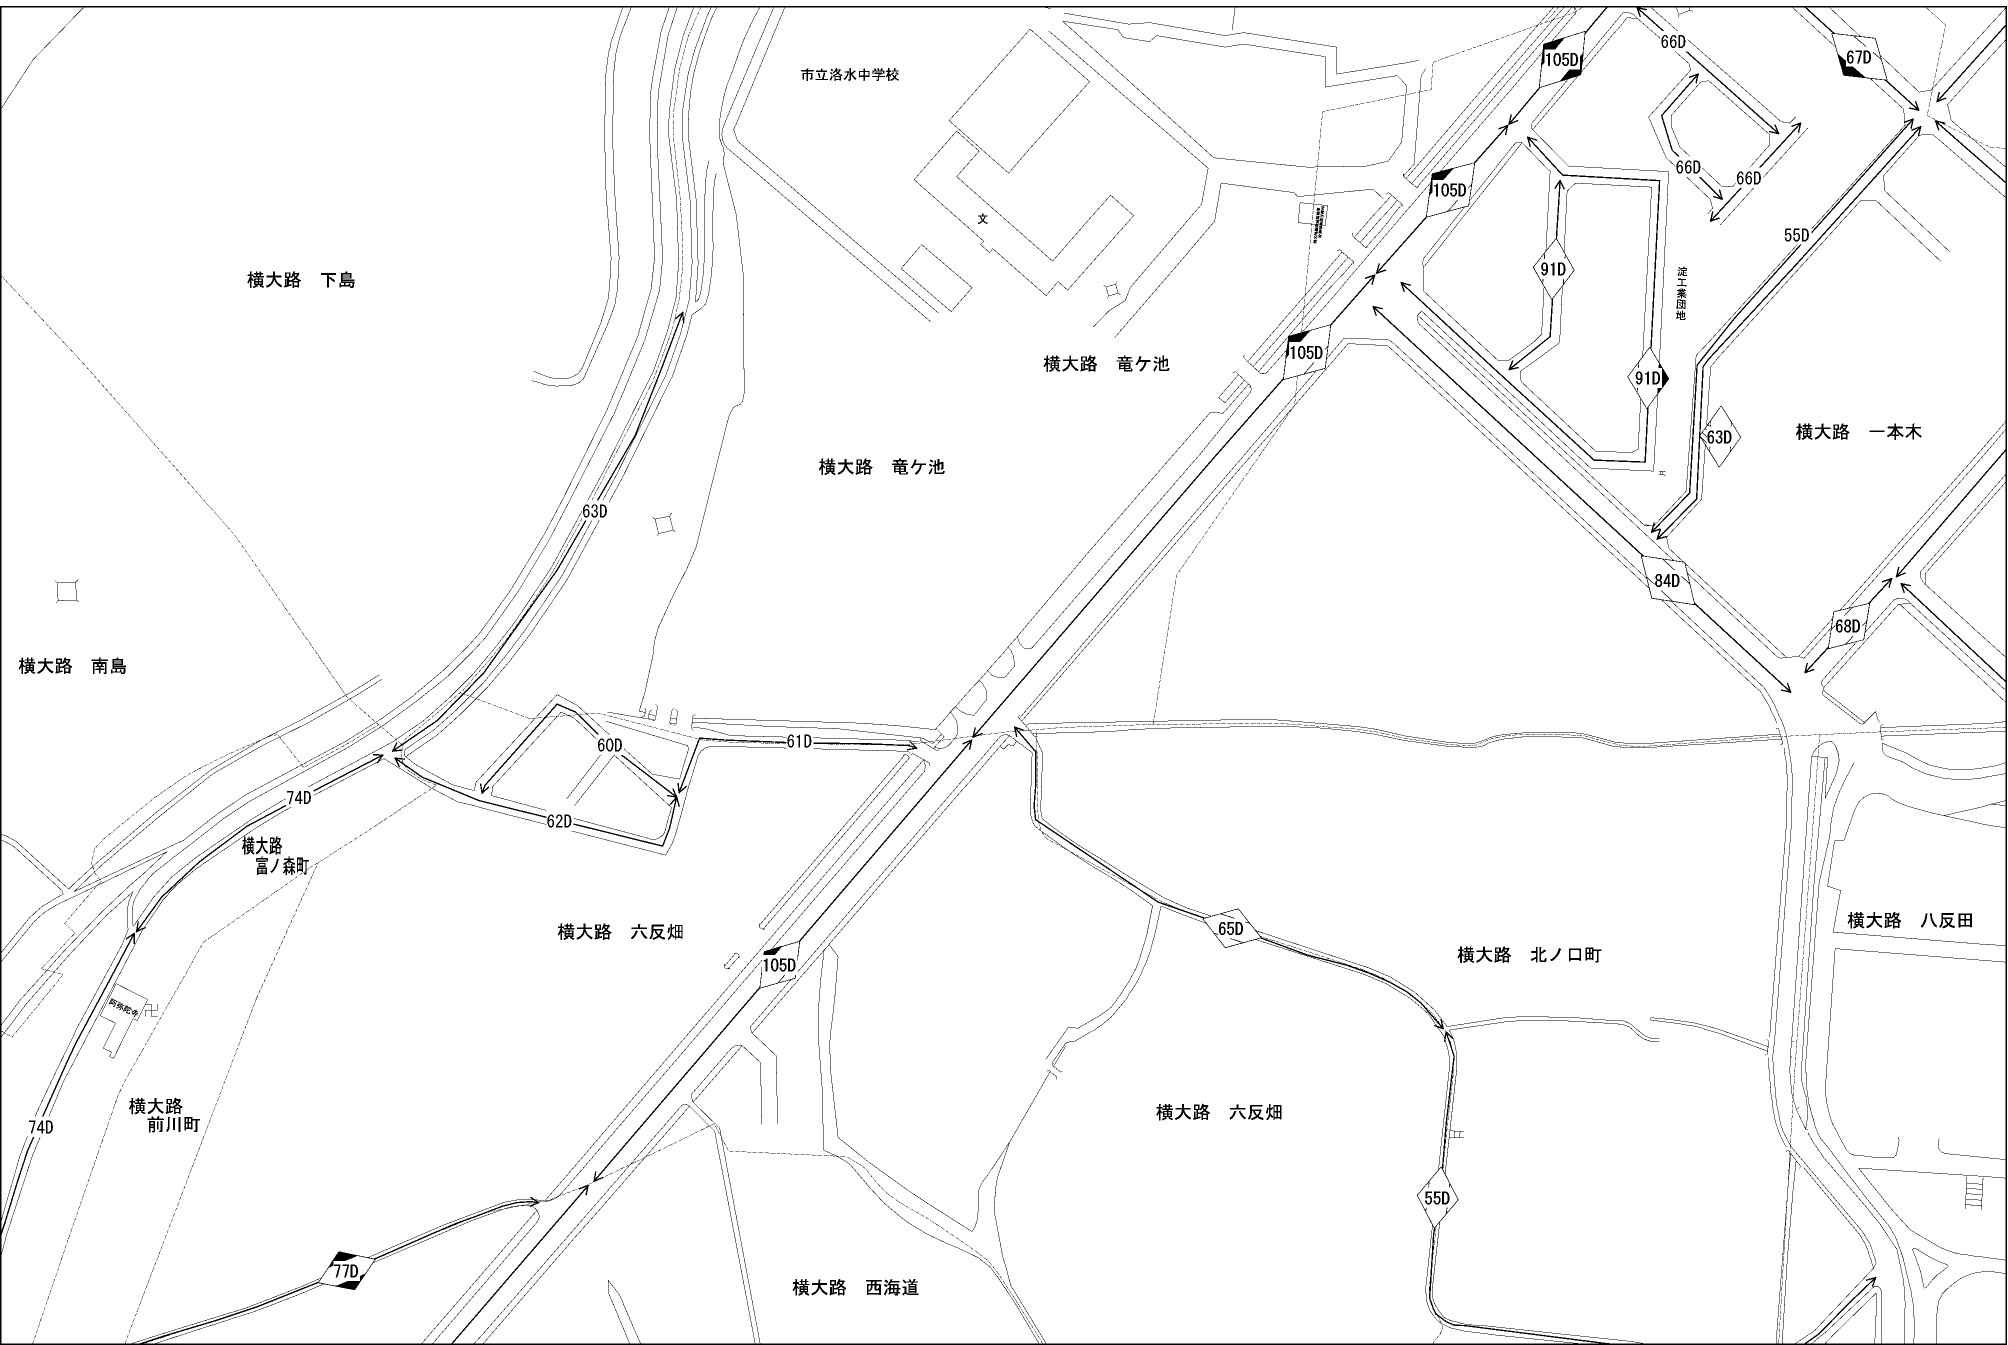 66D
105D
67D
市立洛水中学校
66D
66D
105D
文
55D
91D
横大路 下島
淀工業団地
105D
横大路 竜ケ池
91D
横大路 一本木
63D
横大路 竜ケ池
63D
84D
68D
横大路 南島
60D
61D
74D
62D
横大路
富ノ森町
横大路 六反畑
65D
横大路 八反田
横大路 北ノ口町
105D
阿弥陀寺
横大路
前川町
74D
横大路 六反畑
55D
77D
横大路 西海道